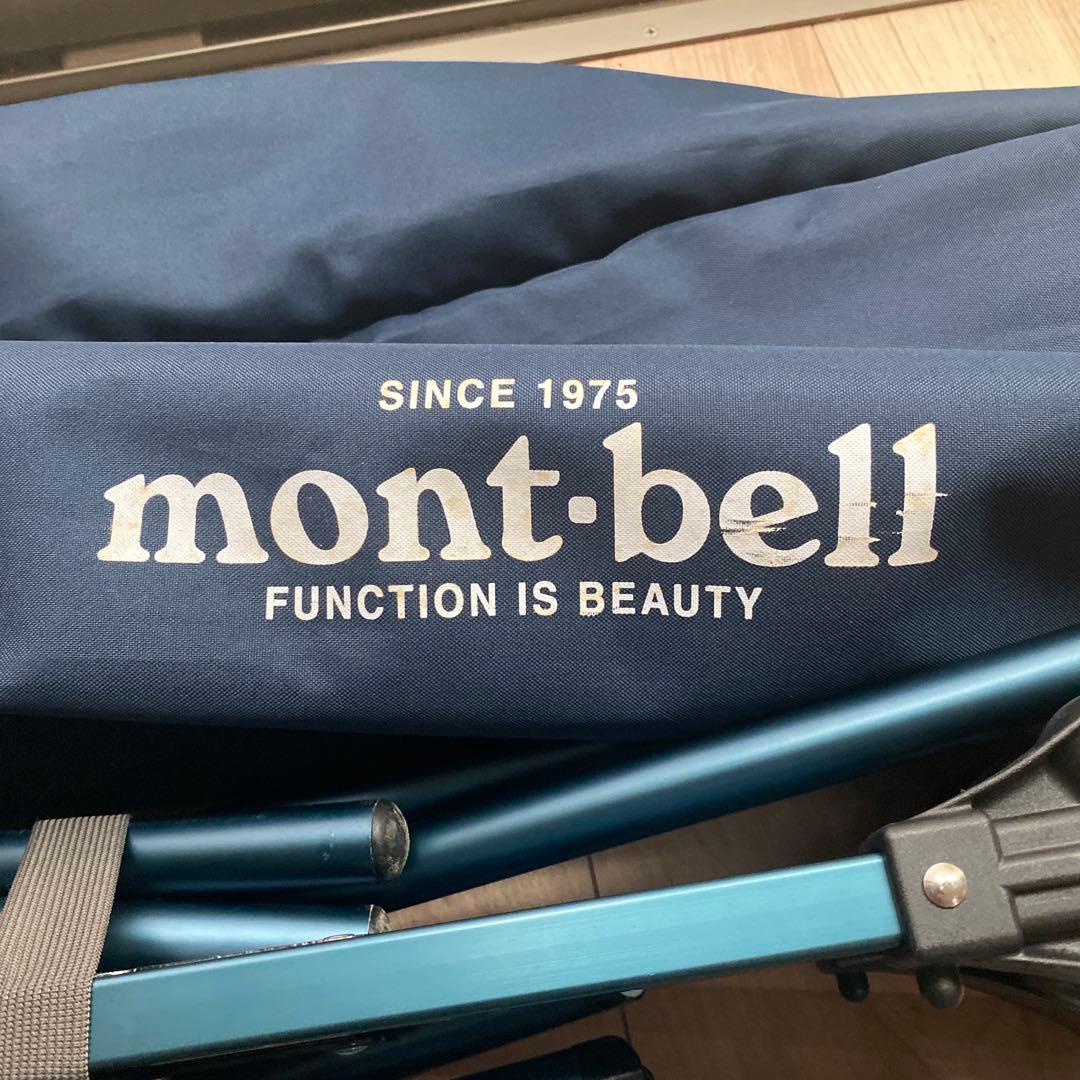 SINCE 1975
mont-bell
FUNCTION IS BEAUTY